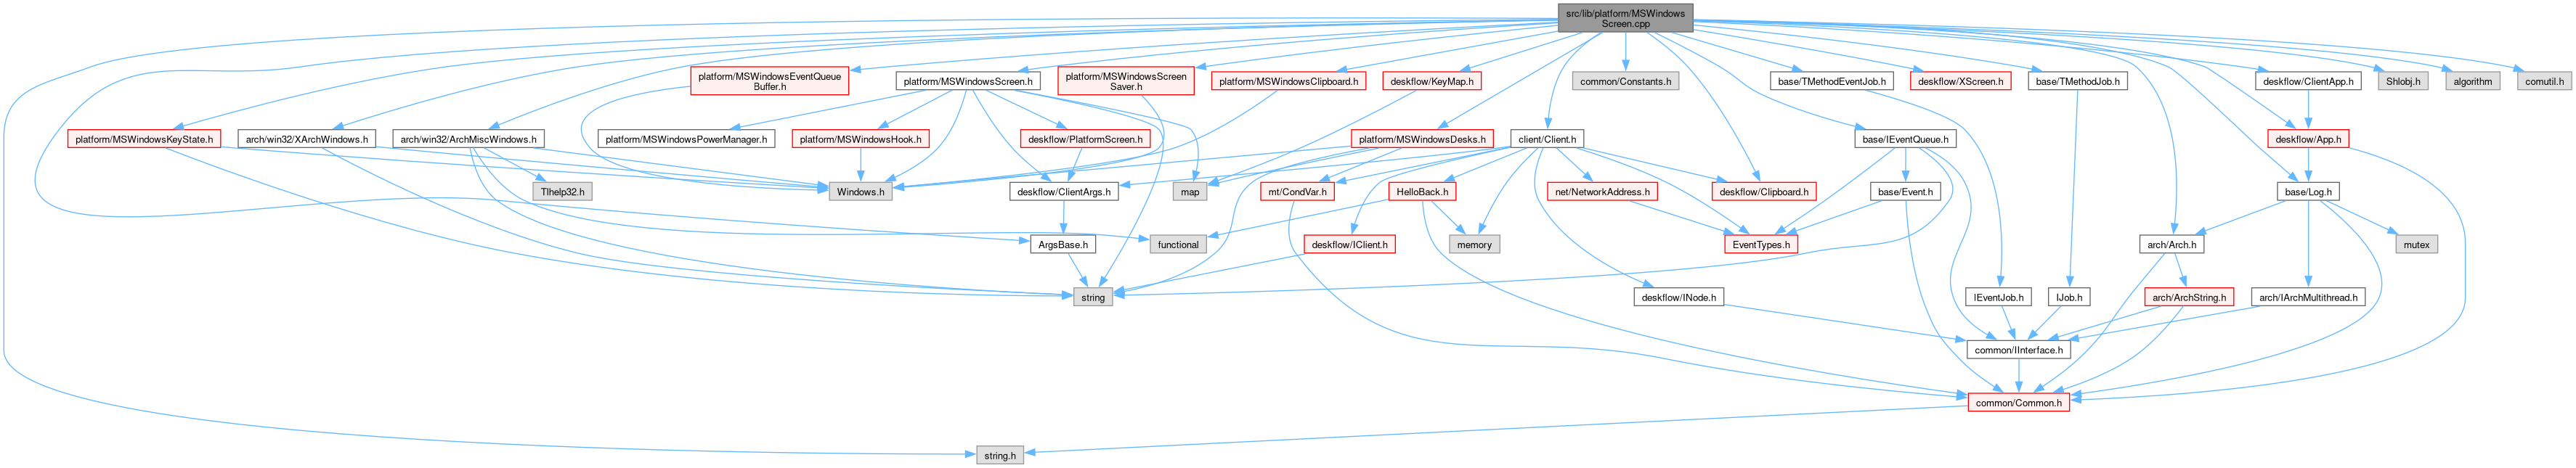 src/lib/platform/MSWindows
Screen.cpp
platform/MSWindowsEventQueue
Buffer.h
platform/MSWindowsScreen.h
platform/MSWindowsScreen
Saver.h
platform/MSWindowsClipboard.h
deskflow/KeyMap.h
common/Constants.h
base/TMethodEventJob.h
deskflow/XScreen.h
base/TMethodJob.h
deskflow/ClientApp.h
Shlobj.h
algorithm
comutil.h
platform/MSWindowsKeyState.h
arch/win32/XArchWindows.h
arch/win32/ArchMiscWindows.h
platform/MSWindowsPowerManager.h
platform/MSWindowsHook.h
deskflow/PlatformScreen.h
platform/MSWindowsDesks.h
client/Client.h
base/IEventQueue.h
deskflow/App.h
Tlhelp32.h
Windows.h
deskflow/ClientArgs.h
map
mt/CondVar.h
HelloBack.h
net/NetworkAddress.h
deskflow/Clipboard.h
base/Event.h
base/Log.h
ArgsBase.h
functional
deskflow/IClient.h
memory
EventTypes.h
arch/Arch.h
mutex
string
deskflow/INode.h
IEventJob.h
IJob.h
arch/ArchString.h
arch/IArchMultithread.h
common/IInterface.h
common/Common.h
string.h